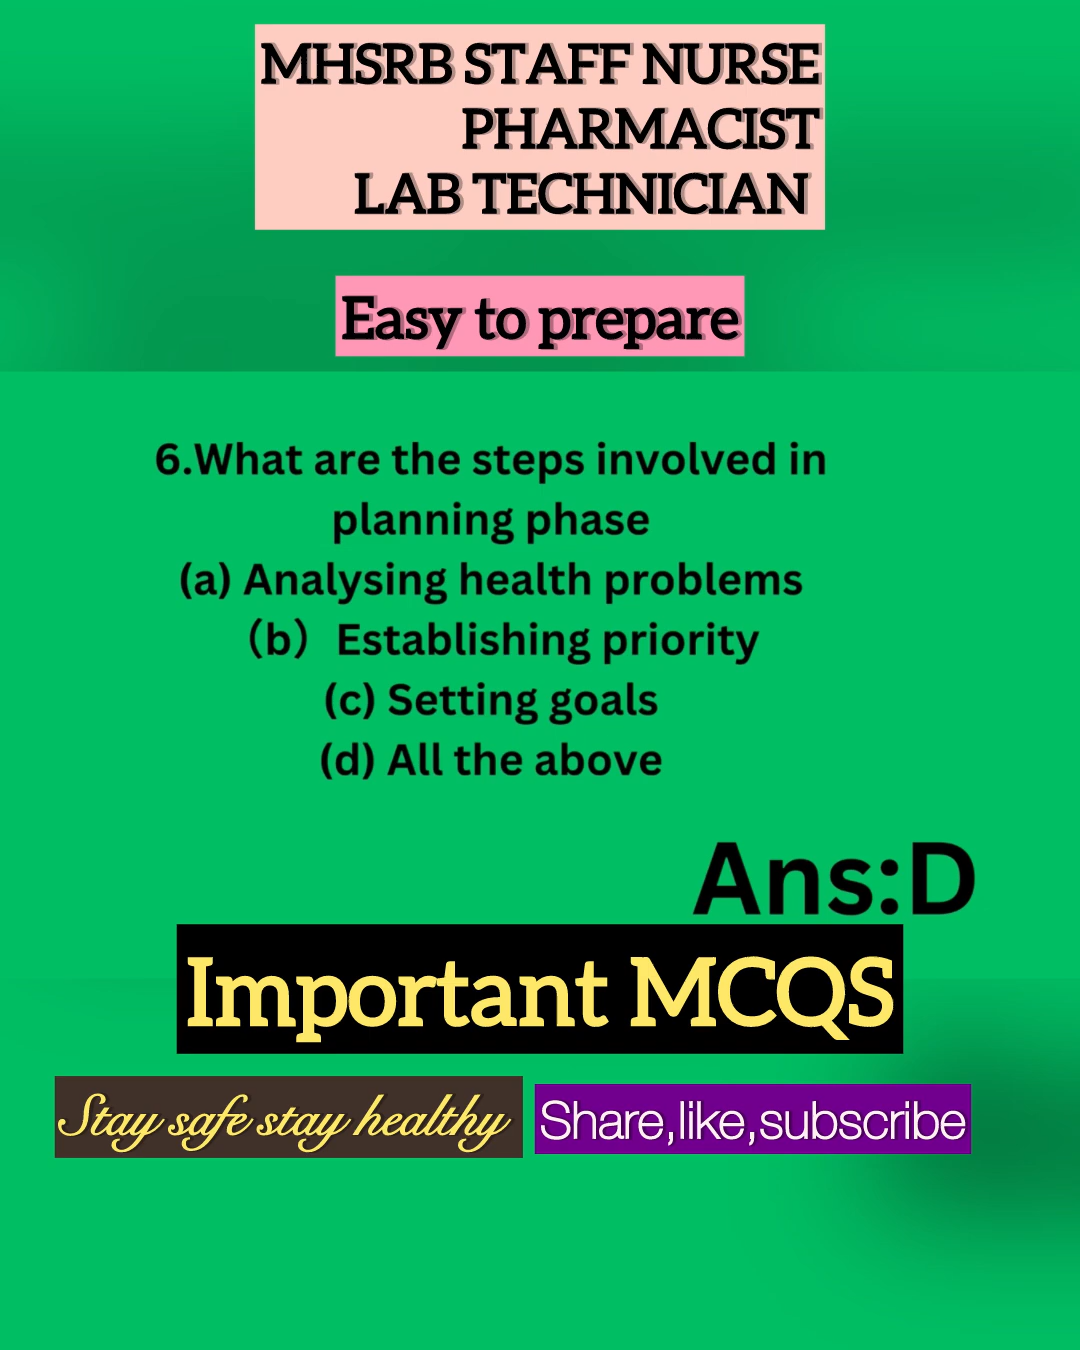 MHSRB STAFF NURSE
PHARMACIST
LAB TECHNICIAN
Easy to prepare
6.What are the steps involved in
planning phase
(a) Analysing health problems
（b） Establishing priority
(c) Setting goals
(d) All the above
Ans:D
Important MCQS
Stay safe stay healthy
Share,like,subscribe